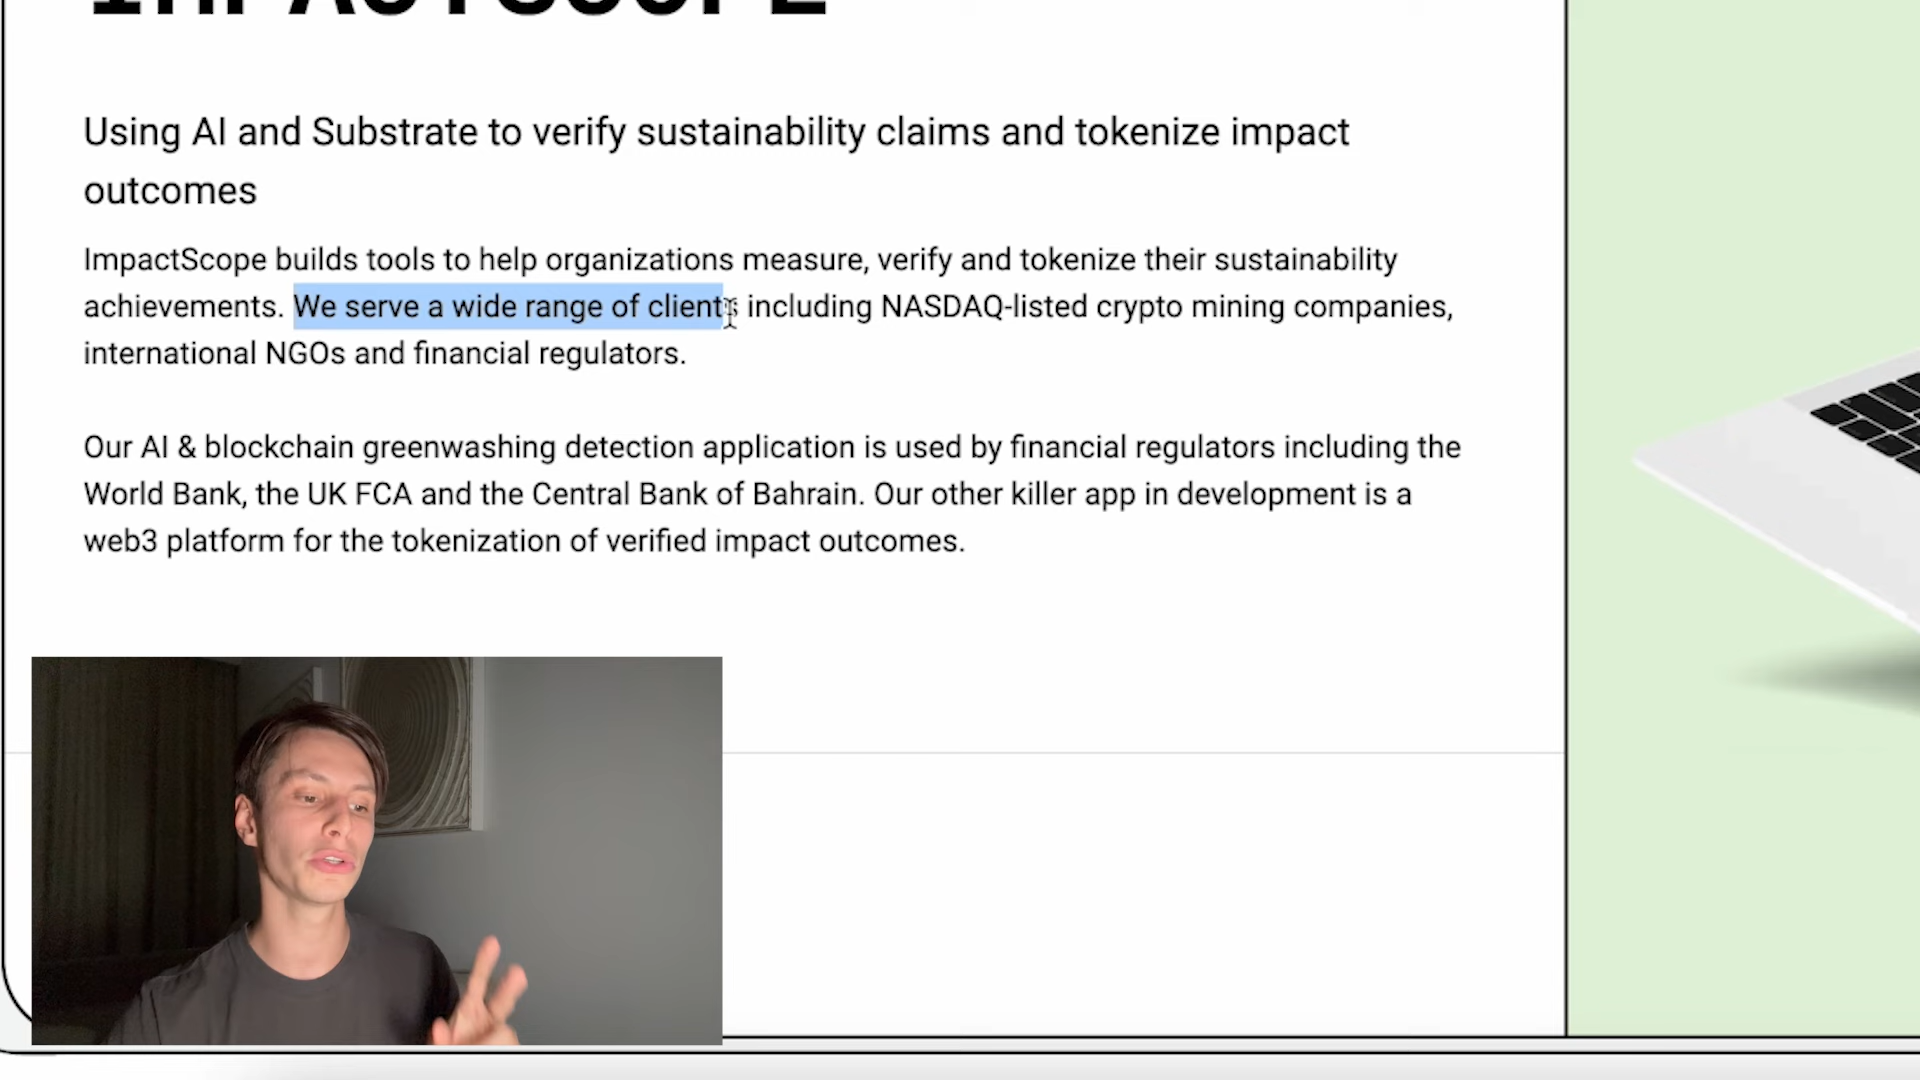 IMPACTSCOPE
Using AI and Substrate to verify sustainability claims and tokenize impact
outcomes
ImpactScope builds tools to help organizations measure, verify and tokenize their sustainability
achievements. We serve a wide range of clients including NASDAQ-listed crypto mining companies,
international NGOs and financial regulators.
Our AI & blockchain greenwashing detection application is used by financial regulators including the
World Bank, the UK FCA and the Central Bank of Bahrain. Our other killer app in development is a
web3 platform for the tokenization of verified impact outcomes.